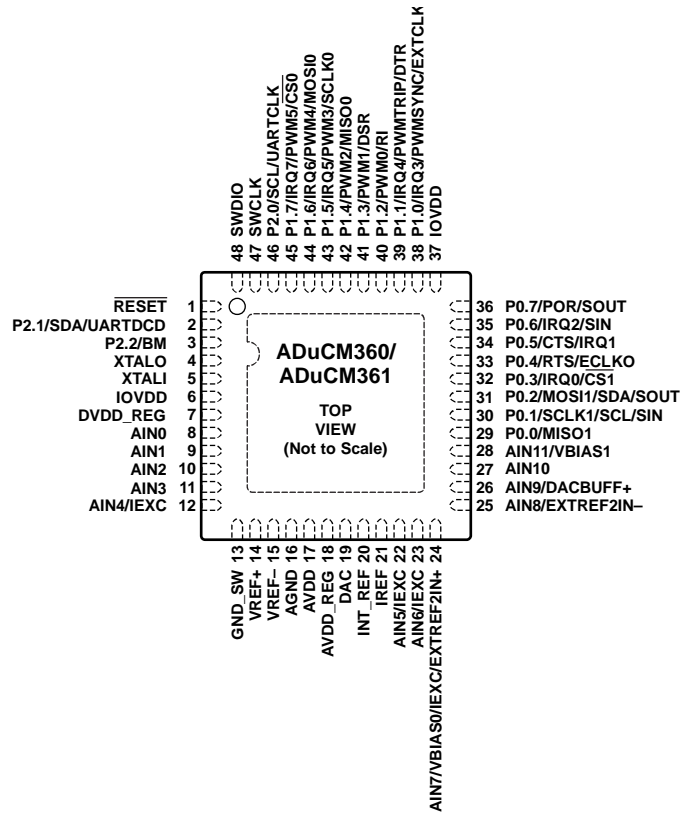 48 SWDIO
47 SWCLK
46 P2.0/SCL/UARTCLK
45 P1.7/IRQ7/PWM5/CS0
44 P1.6/IRQ6/PWM4/MOSI0
43 P1.5/IRQ5/PWM3/SCLK0
42 P1.4/PWM2/MISO0
41 P1.3/PWM1/DSR
40 P1.2/PWM0/RI
39 P1.1/IRQ4/PWMTRIP/DTR
38 P1.0/IRQ3/PWMSYNC/EXTCLK
37 IOVDD
RESET 1
P2.1/SDA/UARTDCD 2
P2.2/BM 3
XTALO 4
XTALI 5
IOVDD 6
DVDD_REG 7
AIN0 8
AIN1 9
AIN2 10
AIN3 11
AIN4/IEXC 12
ADuCM360/
ADuCM361
TOP
VIEW
(Not to Scale)
36 P0.7/POR/SOUT
35 P0.6/IRQ2/SIN
34 P0.5/CTS/IRQ1
33 P0.4/RTS/ECLKO
32 P0.3/IRQ0/CS1
31 P0.2/MOSI1/SDA/SOUT
30 P0.1/SCLK1/SCL/SIN
29 P0.0/MISO1
28 AIN11/VBIAS1
27 AIN10
26 AIN9/DACBUFF+
25 AIN8/EXTREF2IN–
GND_SW 13
VREF+ 14
VREF– 15
AGND 16
AVDD 17
AVDD_REG 18
DAC 19
INT_REF 20
IREF 21
AIN5/IEXC 22
AIN6/IEXC 23
AIN7/VBIAS0/IEXC/EXTREF2IN+ 24